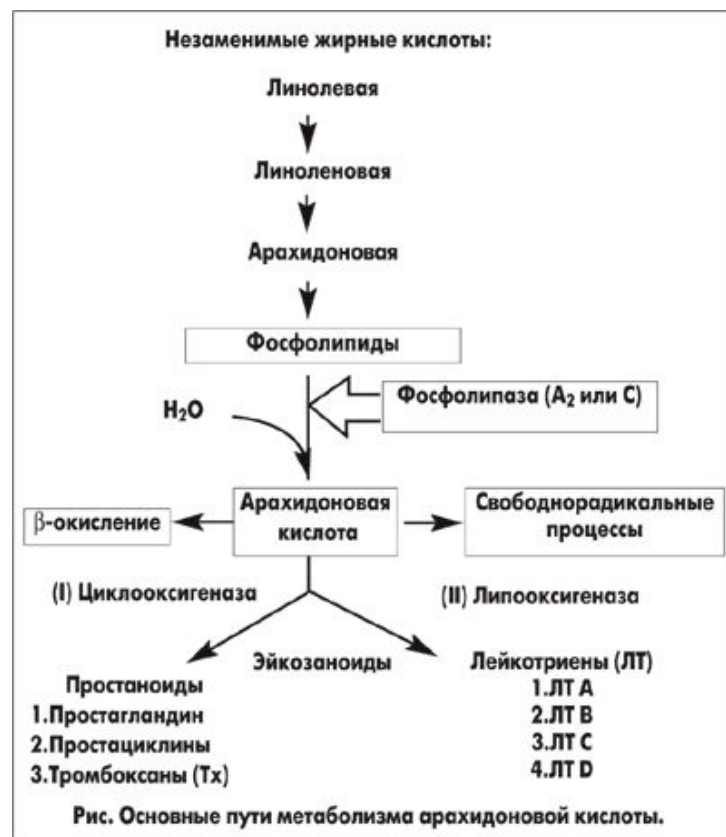 Незаменимые жирные кислоты:
Линолевая
Линоленовая
Арахидоновая
Фосфолипиды
H₂O
Фосфолипаза (A₂ или C)
β-окисление
Арахидоновая
кислота
Свободнорадикальные
процессы
(I) Циклооксигеназа
(II) Липооксигеназа
Эйкозаноиды
Простаноиды
1.Простагландин
2.Простациклины
3.Тромбоксаны (Tx)
Лейкотриены (ЛТ)
1.ЛТ A
2.ЛТ B
3.ЛТ C
4.ЛТ D
Рис. Основные пути метаболизма арахидоновой кислоты.